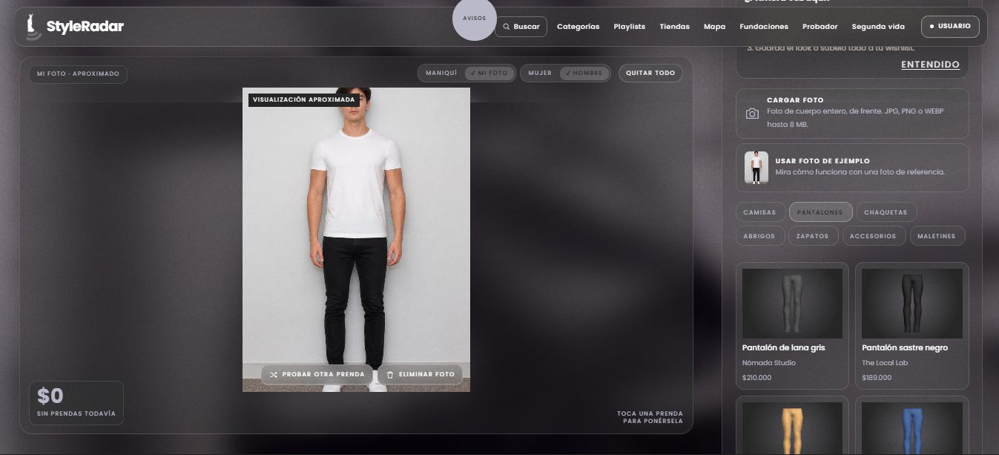 StyleRadar
AVISOS
Buscar
Categorías
Playlists
Tiendas
Mapa
Fundaciones
Probador
Segunda vida
USUARIO
MI FOTO · APROXIMADO
MANIQUÍ
✓ MI FOTO
MUJER
✓ HOMBRE
QUITAR TODO
VISUALIZACIÓN APROXIMADA
PROBAR OTRA PRENDA
ELIMINAR FOTO
$0
SIN PRENDAS TODAVÍA
TOCA UNA PRENDA
PARA PONÉRSELA
3. Guarda el look o súbelo todo a tu wishlist.
ENTENDIDO
CARGAR FOTO
Foto de cuerpo entero, de frente. JPG, PNG o WEBP
hasta 8 MB.
USAR FOTO DE EJEMPLO
Mira cómo funciona con una foto de referencia.
CAMISAS
PANTALONES
CHAQUETAS
ABRIGOS
ZAPATOS
ACCESORIOS
MALETINES
Pantalón de lana gris
Nómada Studio
$210.000
Pantalón sastre negro
The Local Lab
$189.000